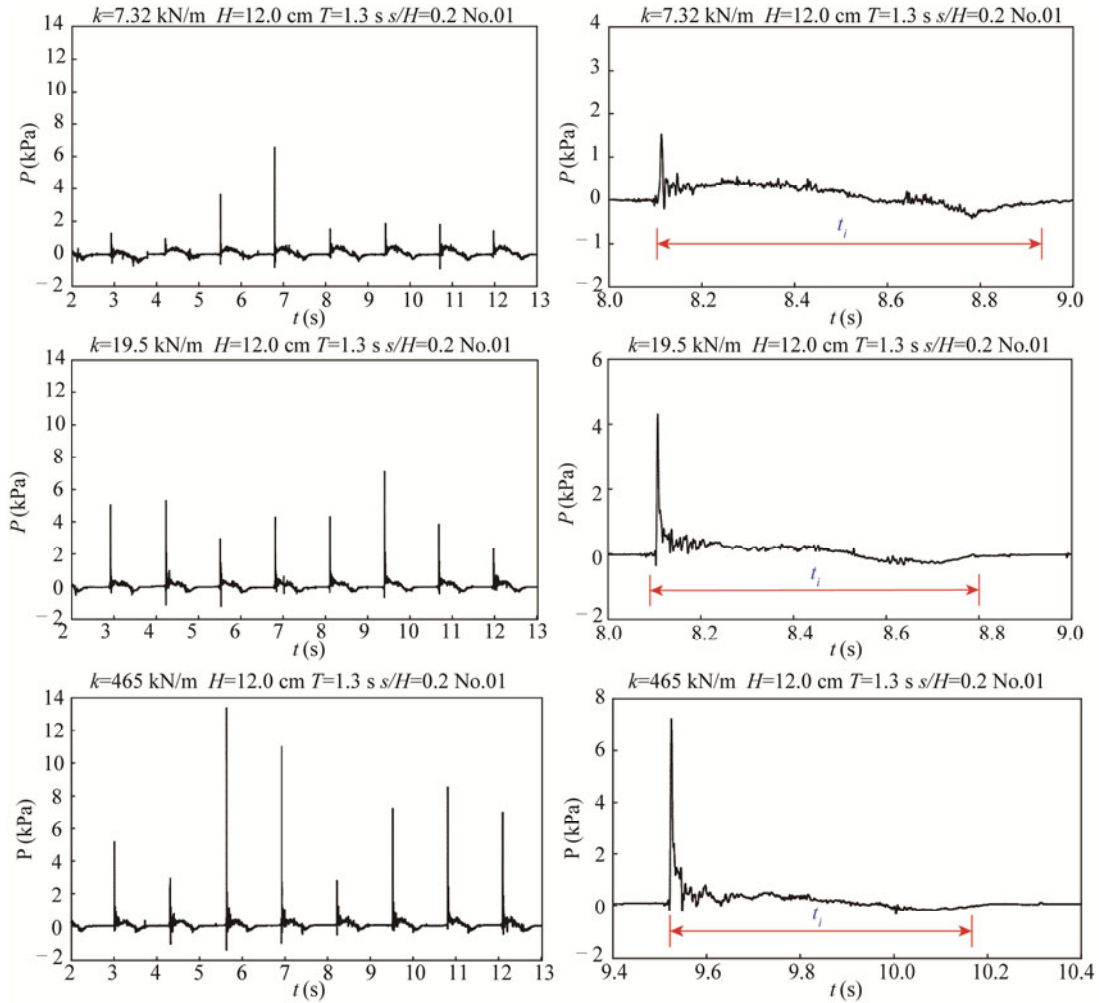 k=7.32 kN/m H=12.0 cm T=1.3 s s/H=0.2 No.01
14
12
10
8
6
4
2
0
−2
P (kPa)
2 3 4 5 6 7 8 9 10 11 12 13
t (s)
k=7.32 kN/m H=12.0 cm T=1.3 s s/H=0.2 No.01
4
3
2
1
0
−1
−2
P (kPa)
t_i
8.0 8.2 8.4 8.6 8.8 9.0
t (s)
k=19.5 kN/m H=12.0 cm T=1.3 s s/H=0.2 No.01
14
12
10
8
6
4
2
0
−2
P (kPa)
2 3 4 5 6 7 8 9 10 11 12 13
t (s)
k=19.5 kN/m H=12.0 cm T=1.3 s s/H=0.2 No.01
6
4
2
0
−2
P (kPa)
t_i
8.0 8.2 8.4 8.6 8.8 9.0
t (s)
k=465 kN/m H=12.0 cm T=1.3 s s/H=0.2 No.01
14
12
10
8
6
4
2
0
−2
P (kPa)
2 3 4 5 6 7 8 9 10 11 12 13
t (s)
k=465 kN/m H=12.0 cm T=1.3 s s/H=0.2 No.01
8
6
4
2
0
−2
P (kPa)
t_i
9.4 9.6 9.8 10.0 10.2 10.4
t (s)